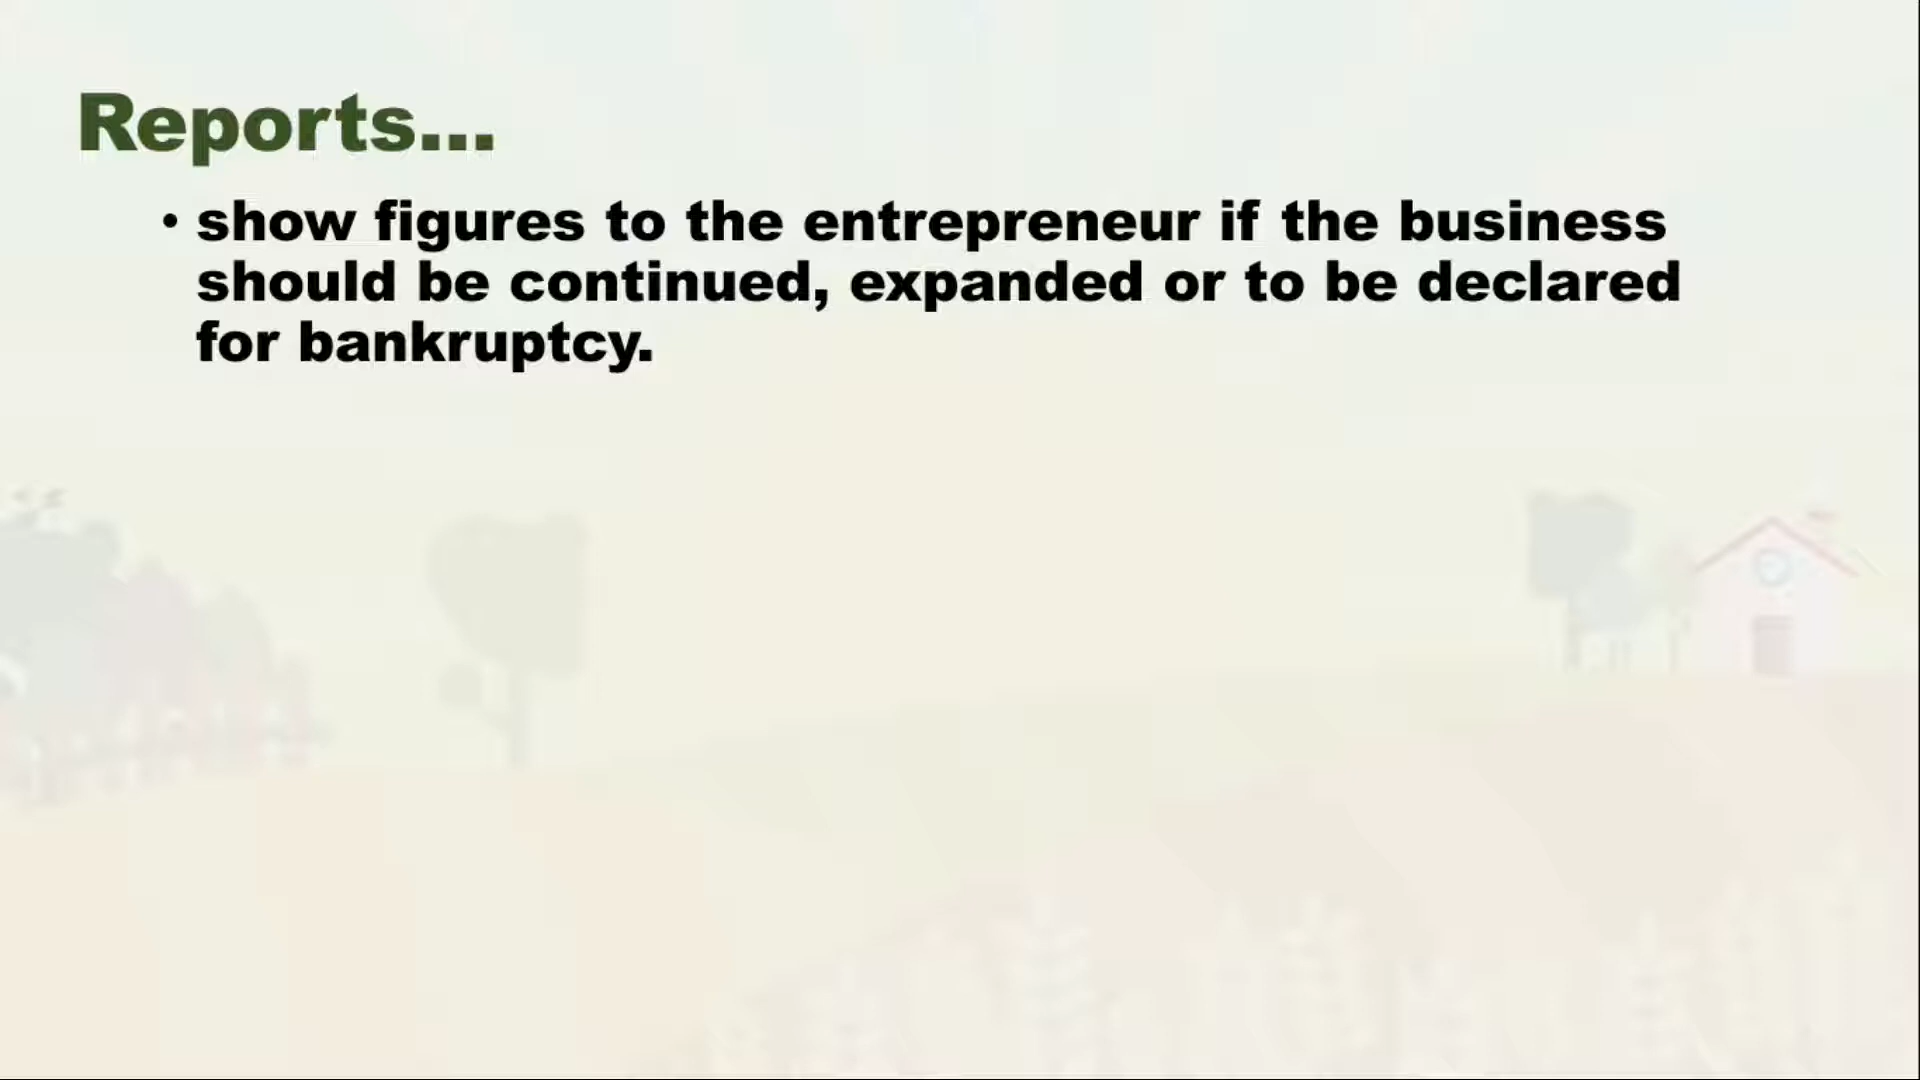 Reports...
• show figures to the entrepreneur if the business
should be continued, expanded or to be declared
for bankruptcy.